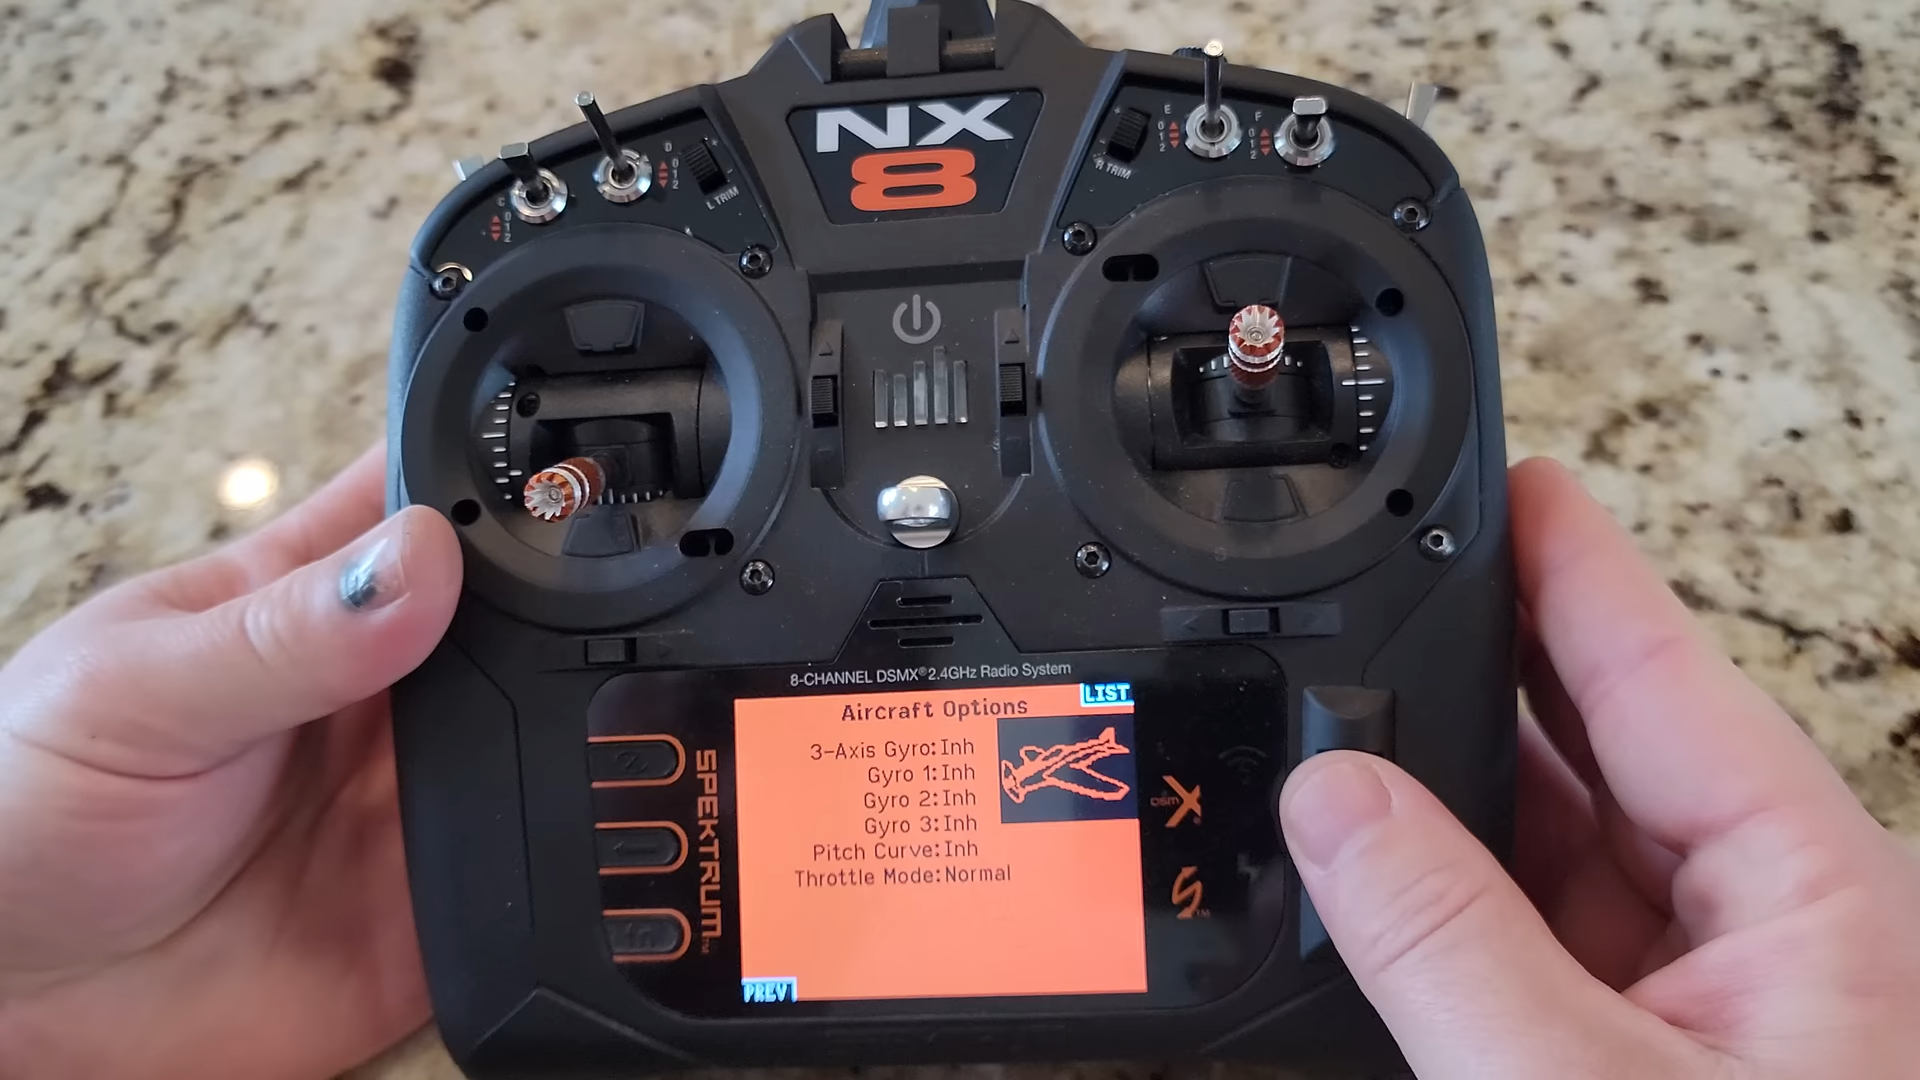 NX
8
D
0
1
2
L TRIM
C
0
1
2
E
0
1
2
F
0
1
2
R TRIM
8-CHANNEL DSMX® 2.4GHz Radio System
LIST
Aircraft Options
3-Axis Gyro: Inh
Gyro 1: Inh
Gyro 2: Inh
Gyro 3: Inh
Pitch Curve: Inh
Throttle Mode: Normal
PREV
SPEKTRUM
DSMX